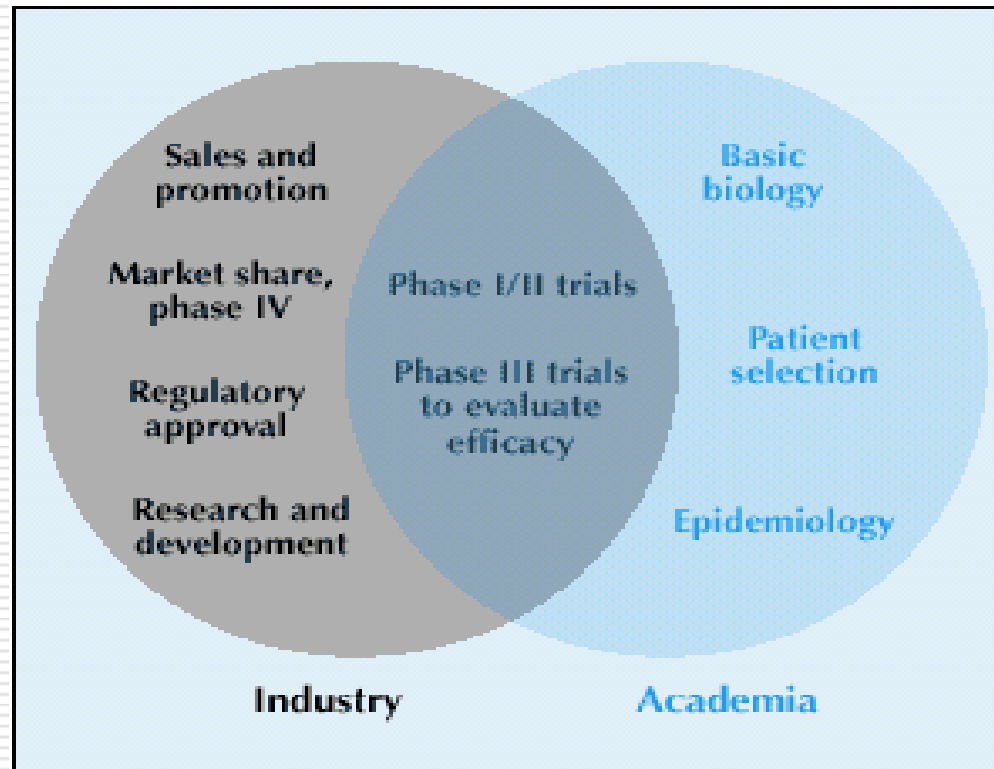 Sales and
promotion
Market share,
phase IV
Regulatory
approval
Research and
development
Phase I/II trials
Phase III trials
to evaluate
efficacy
Basic
biology
Patient
selection
Epidemiology
Industry
Academia